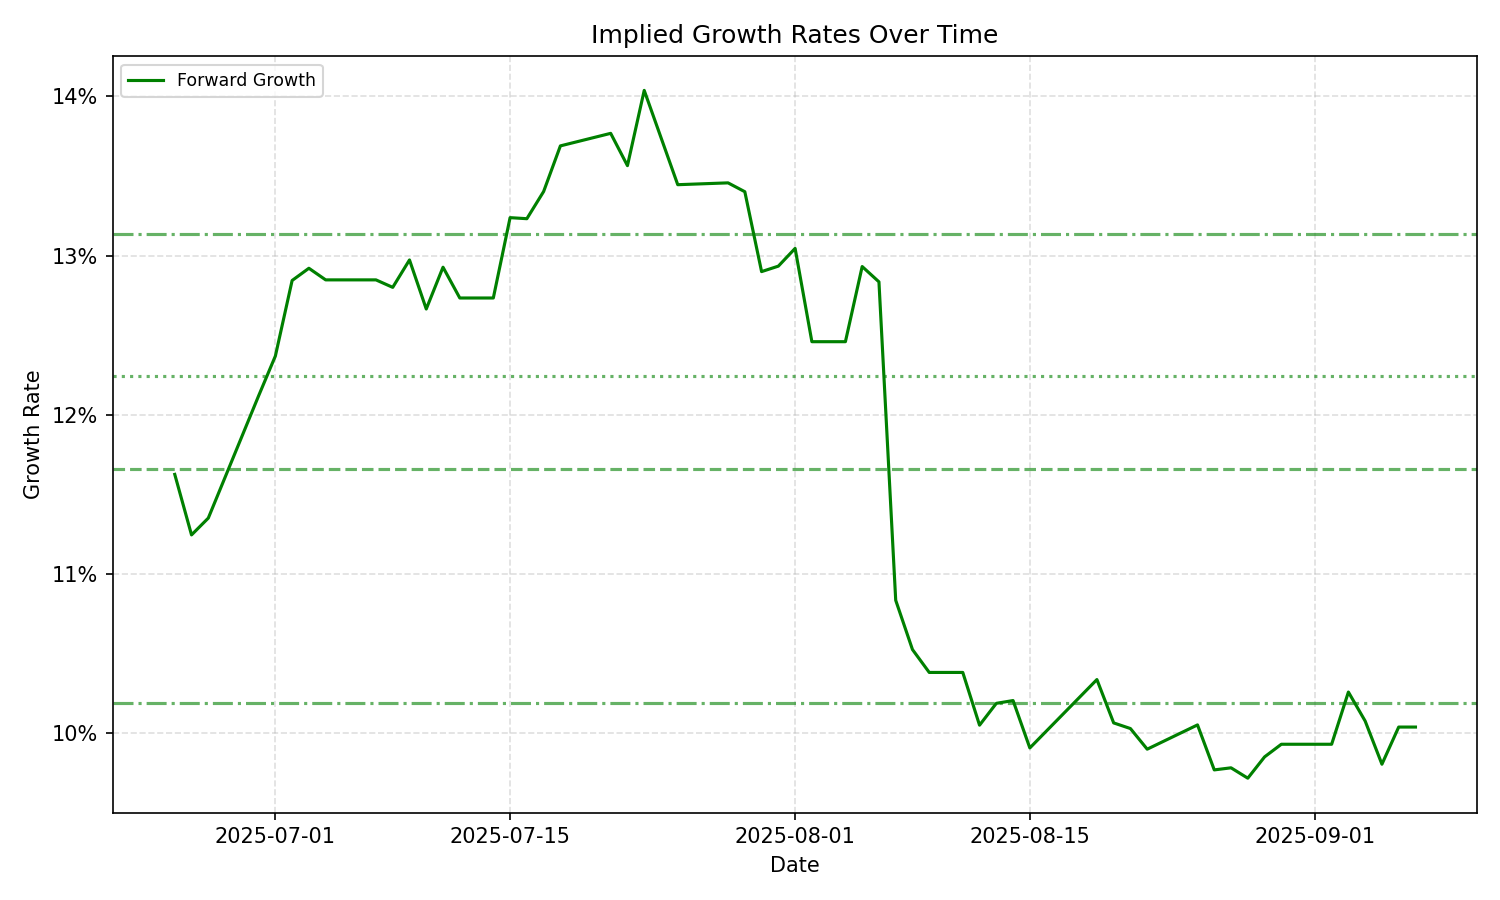 Implied Growth Rates Over Time
Forward Growth
14%
13%
12%
11%
10%
Growth Rate
2025-07-01
2025-07-15
2025-08-01
2025-08-15
2025-09-01
Date